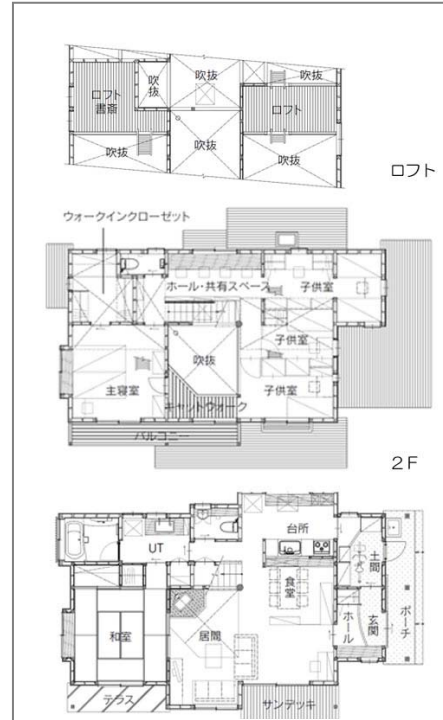 吹抜
吹抜
吹抜
ロフト
書斎
ロフト
吹抜
吹抜
吹抜
ロフト
ウォークインクローゼット
ホール・共有スペース
子供室
子供室
吹抜
主寝室
子供室
キャットウォーク
バルコニー
2F
台所
UT
土間
食堂
和室
居間
ホール
玄関
ポーチ
テラス
サンデッキ